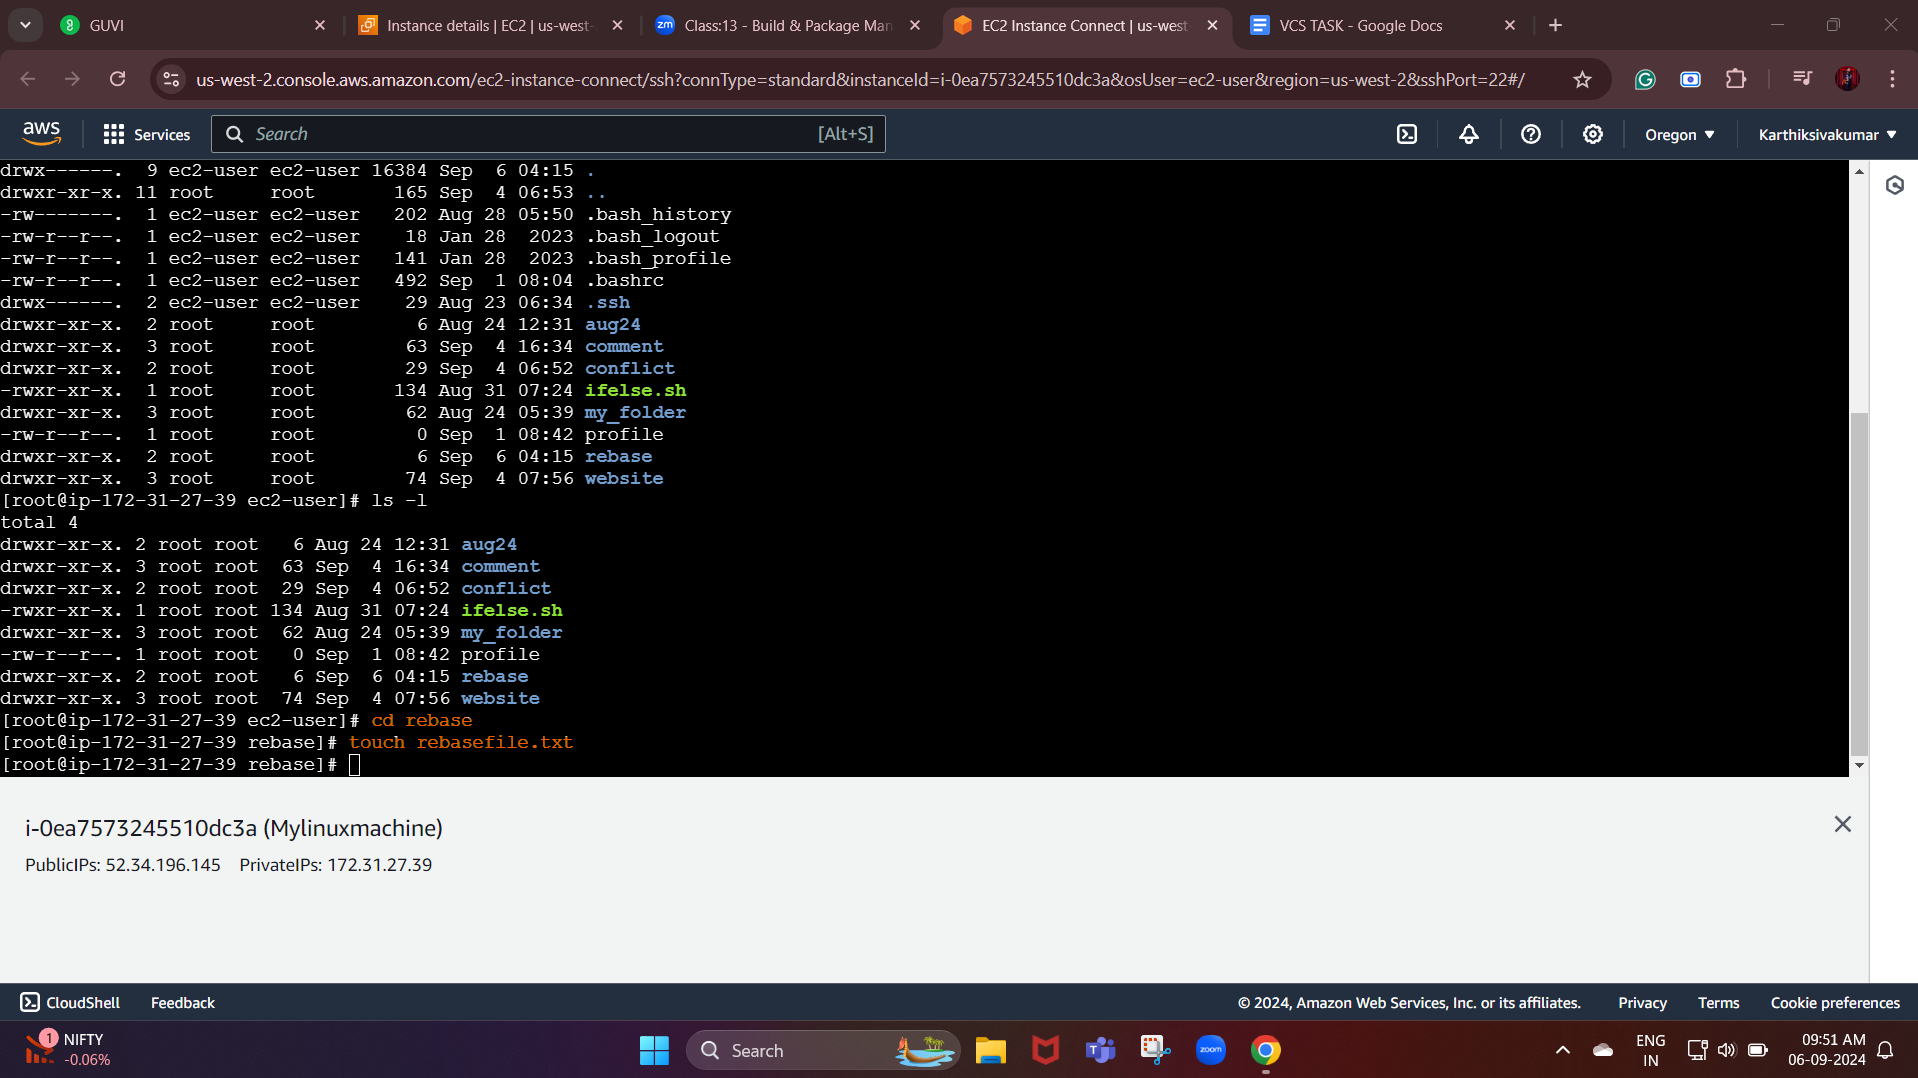 GUVI
Instance details | EC2 | us-west-
zm
Class:13 - Build & Package Man
EC2 Instance Connect | us-west-
VCS TASK - Google Docs
us-west-2.console.aws.amazon.com/ec2-instance-connect/ssh?connType=standard&instanceId=i-0ea7573245510dc3a&osUser=ec2-user&region=us-west-2&sshPort=22#/
aws
Services
Search
[Alt+S]
Oregon
Karthiksivakumar
drwx------.  9 ec2-user ec2-user 16384 Sep  6 04:15 .
drwxr-xr-x. 11 root     root       165 Sep  4 06:53 ..
-rw-------.  1 ec2-user ec2-user   202 Aug 28 05:50 .bash_history
-rw-r--r--.  1 ec2-user ec2-user    18 Jan 28  2023 .bash_logout
-rw-r--r--.  1 ec2-user ec2-user   141 Jan 28  2023 .bash_profile
-rw-r--r--.  1 ec2-user ec2-user   492 Sep  1 08:04 .bashrc
drwx------.  2 ec2-user ec2-user    29 Aug 23 06:34 .ssh
drwxr-xr-x.  2 root     root         6 Aug 24 12:31 aug24
drwxr-xr-x.  3 root     root        63 Sep  4 16:34 comment
drwxr-xr-x.  2 root     root        29 Sep  4 06:52 conflict
-rwxr-xr-x.  1 root     root       134 Aug 31 07:24 ifelse.sh
drwxr-xr-x.  3 root     root        62 Aug 24 05:39 my_folder
-rw-r--r--.  1 root     root         0 Sep  1 08:42 profile
drwxr-xr-x.  2 root     root         6 Sep  6 04:15 rebase
drwxr-xr-x.  3 root     root        74 Sep  4 07:56 website
[root@ip-172-31-27-39 ec2-user]# ls -l
total 4
drwxr-xr-x. 2 root root   6 Aug 24 12:31 aug24
drwxr-xr-x. 3 root root  63 Sep  4 16:34 comment
drwxr-xr-x. 2 root root  29 Sep  4 06:52 conflict
-rwxr-xr-x. 1 root root 134 Aug 31 07:24 ifelse.sh
drwxr-xr-x. 3 root root  62 Aug 24 05:39 my_folder
-rw-r--r--. 1 root root   0 Sep  1 08:42 profile
drwxr-xr-x. 2 root root   6 Sep  6 04:15 rebase
drwxr-xr-x. 3 root root  74 Sep  4 07:56 website
[root@ip-172-31-27-39 ec2-user]# cd rebase
[root@ip-172-31-27-39 rebase]# touch rebasefile.txt
[root@ip-172-31-27-39 rebase]#
i-0ea7573245510dc3a (Mylinuxmachine)
PublicIPs: 52.34.196.145 PrivateIPs: 172.31.27.39
CloudShell
Feedback
© 2024, Amazon Web Services, Inc. or its affiliates.
Privacy
Terms
Cookie preferences
1
NIFTY
-0.06%
Search
zoom
ENG
IN
09:51 AM
06-09-2024